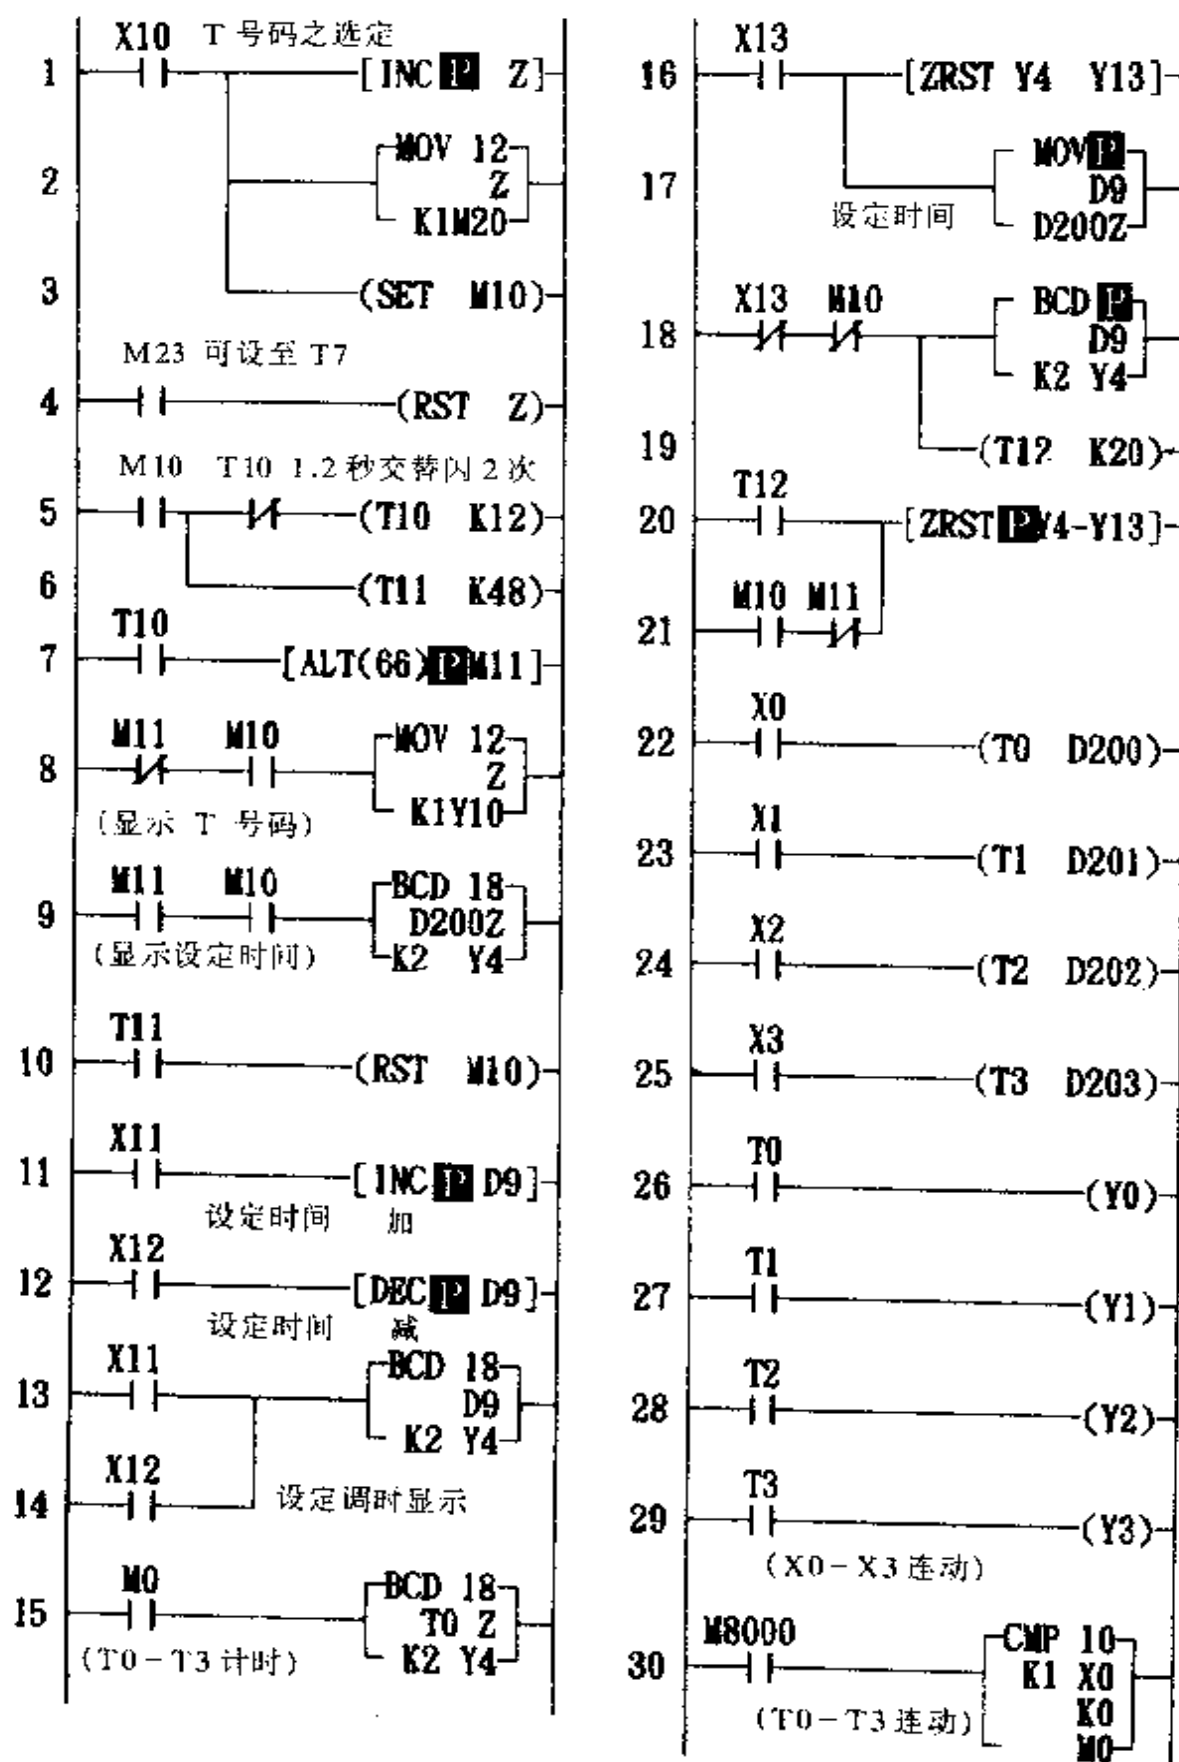 X10 T 号码之选定
1 [INC P Z]
MOV 12
2 Z
K1M20
3 (SET M10)
M23 可设至 T7
4 (RST Z)
M10 T10 1.2秒交替闪2次
5 (T10 K12)
6 (T11 K48)
T10
7 [ALT(66) P M11]
M11 M10 MOV 12
8 Z
(显示 T 号码) K1Y10
M11 M10 BCD 18
9 D200Z
(显示设定时间) K2 Y4
T11
10 (RST M10)
X11
11 [INC P D9]
设定时间 加
X12
12 [DEC P D9]
设定时间 减
X11 BCD 18
13 D9
K2 Y4
X12
14 设定调时显示
M0 BCD 18
15 T0 Z
(T0-T3计时) K2 Y4
X13
16 [ZRST Y4 Y13]
MOV P
17 D9
设定时间 D200Z
X13 M10 BCD P
18 D9
K2 Y4
19 (T12 K20)
T12
20 [ZRST P Y4-Y13]
M10 M11
21
X0
22 (T0 D200)
X1
23 (T1 D201)
X2
24 (T2 D202)
X3
25 (T3 D203)
T0
26 (Y0)
T1
27 (Y1)
T2
28 (Y2)
T3
29 (Y3)
(X0-X3连动)
M8000 CMP 10
30 K1 X0
(T0-T3连动) K0
M0